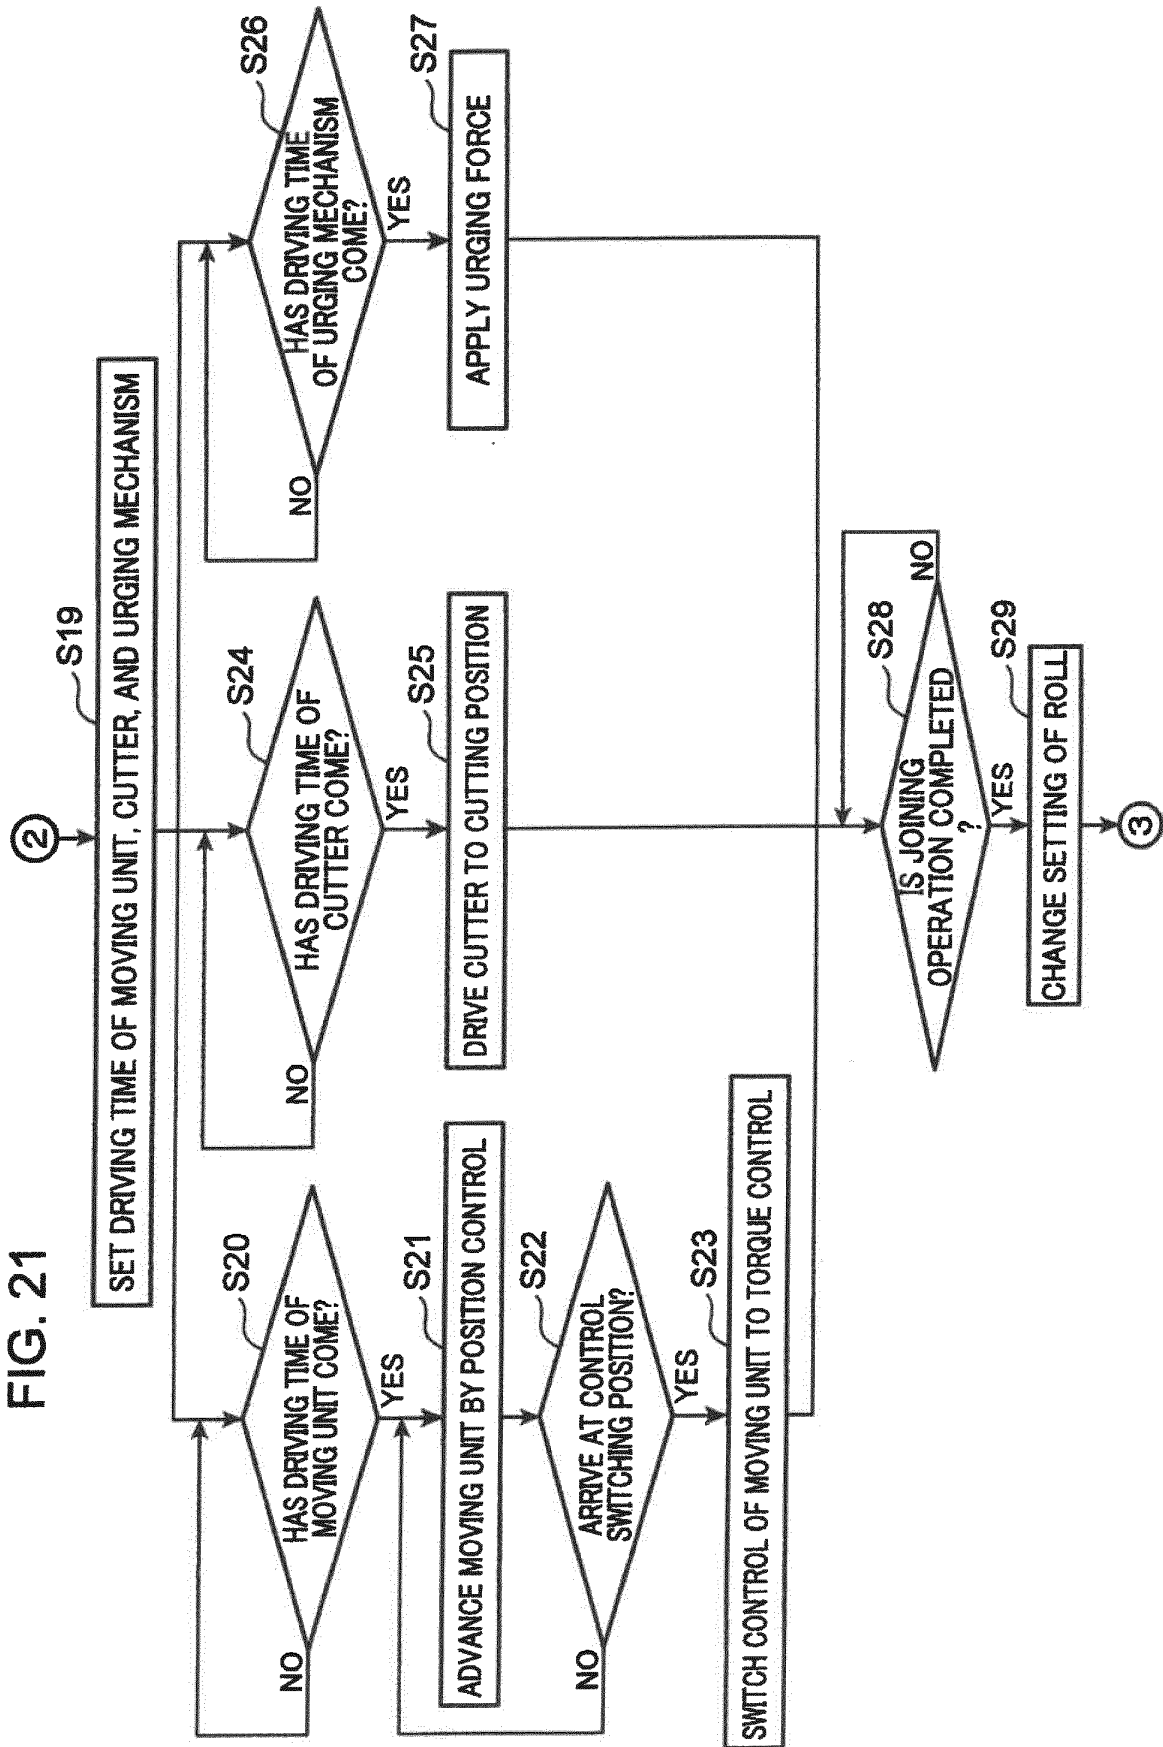 FIG. 21
2
S19
SET DRIVING TIME OF MOVING UNIT, CUTTER, AND URGING MECHANISM
S20
HAS DRIVING TIME OF
MOVING UNIT COME?
NO
YES
S21
ADVANCE MOVING UNIT BY POSITION CONTROL
S22
ARRIVE AT CONTROL
SWITCHING POSITION?
NO
YES
S23
SWITCH CONTROL OF MOVING UNIT TO TORQUE CONTROL
S24
HAS DRIVING TIME OF
CUTTER COME?
NO
YES
S25
DRIVE CUTTER TO CUTTING POSITION
S26
HAS DRIVING TIME
OF URGING MECHANISM
COME?
NO
YES
S27
APPLY URGING FORCE
S28
IS JOINING
OPERATION COMPLETED
?
NO
YES
S29
CHANGE SETTING OF ROLL
3